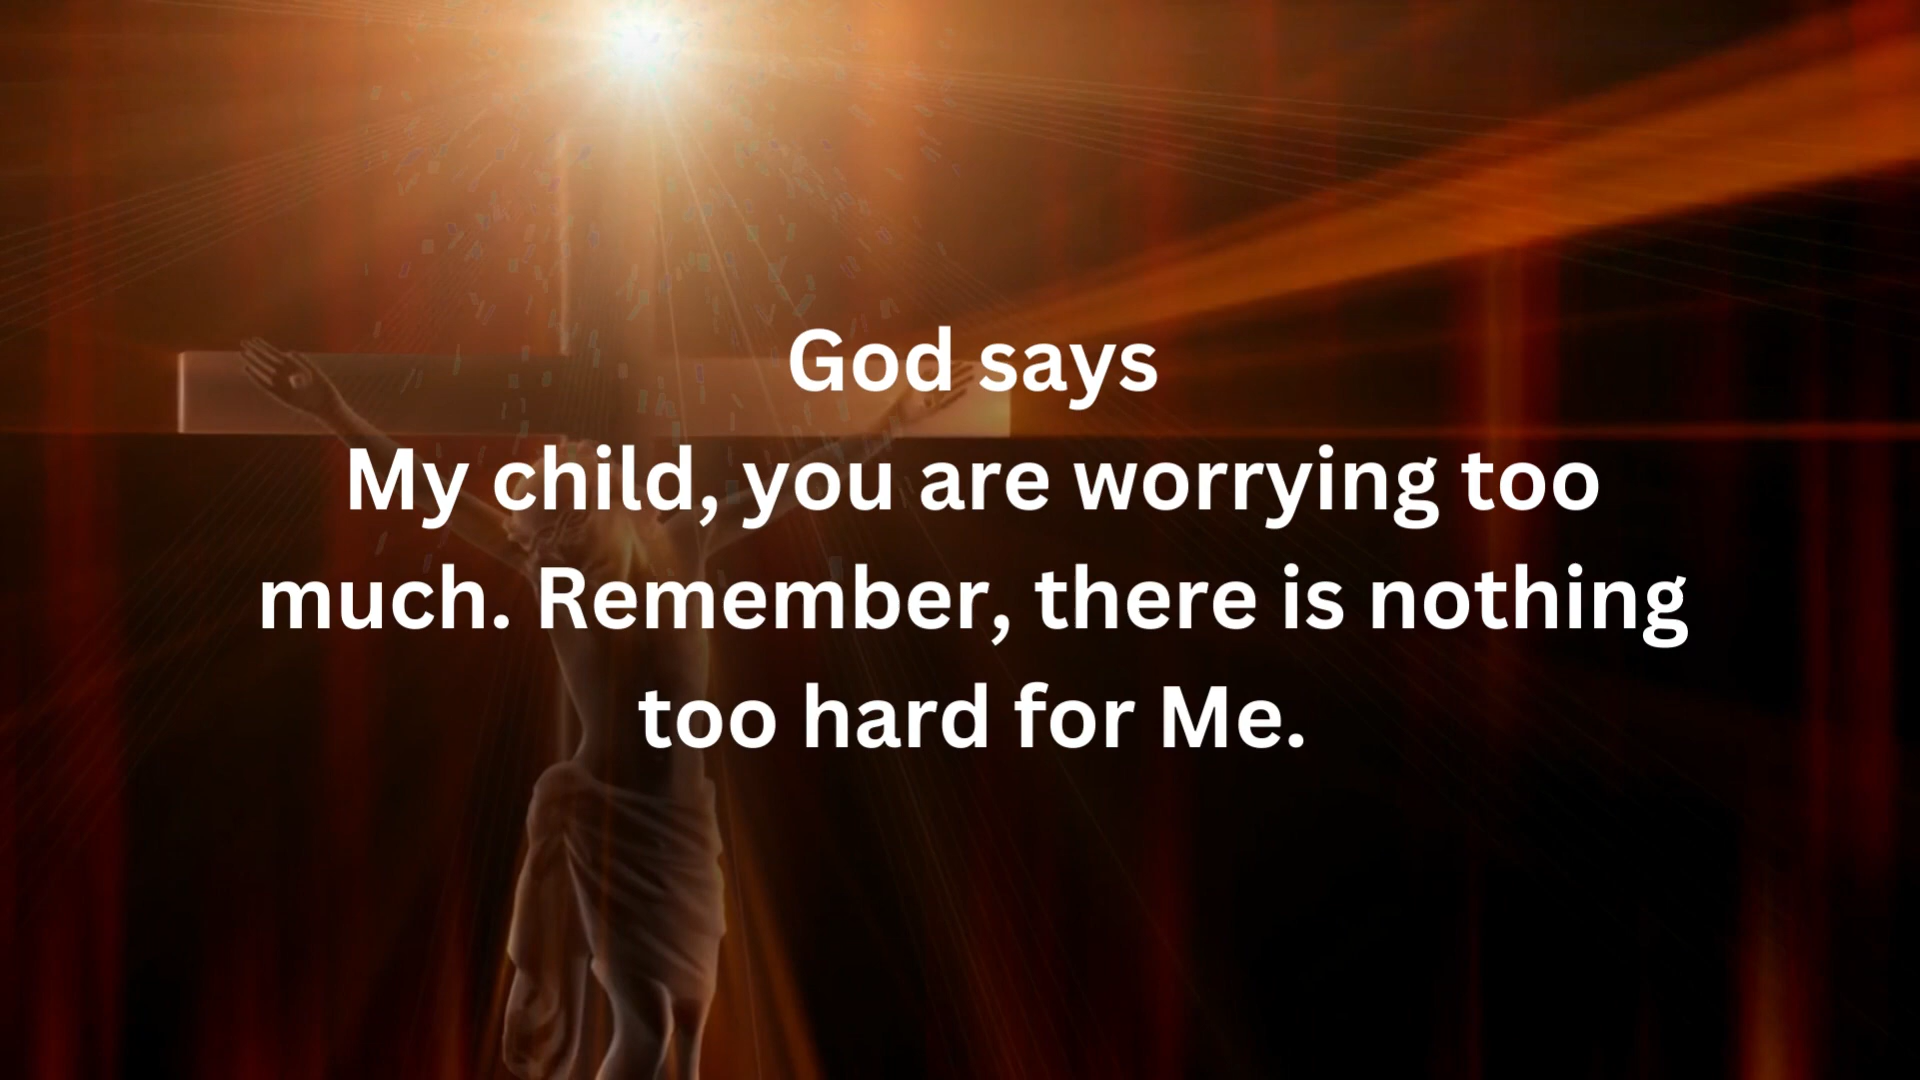 God says
My child, you are worrying too
much. Remember, there is nothing
too hard for Me.